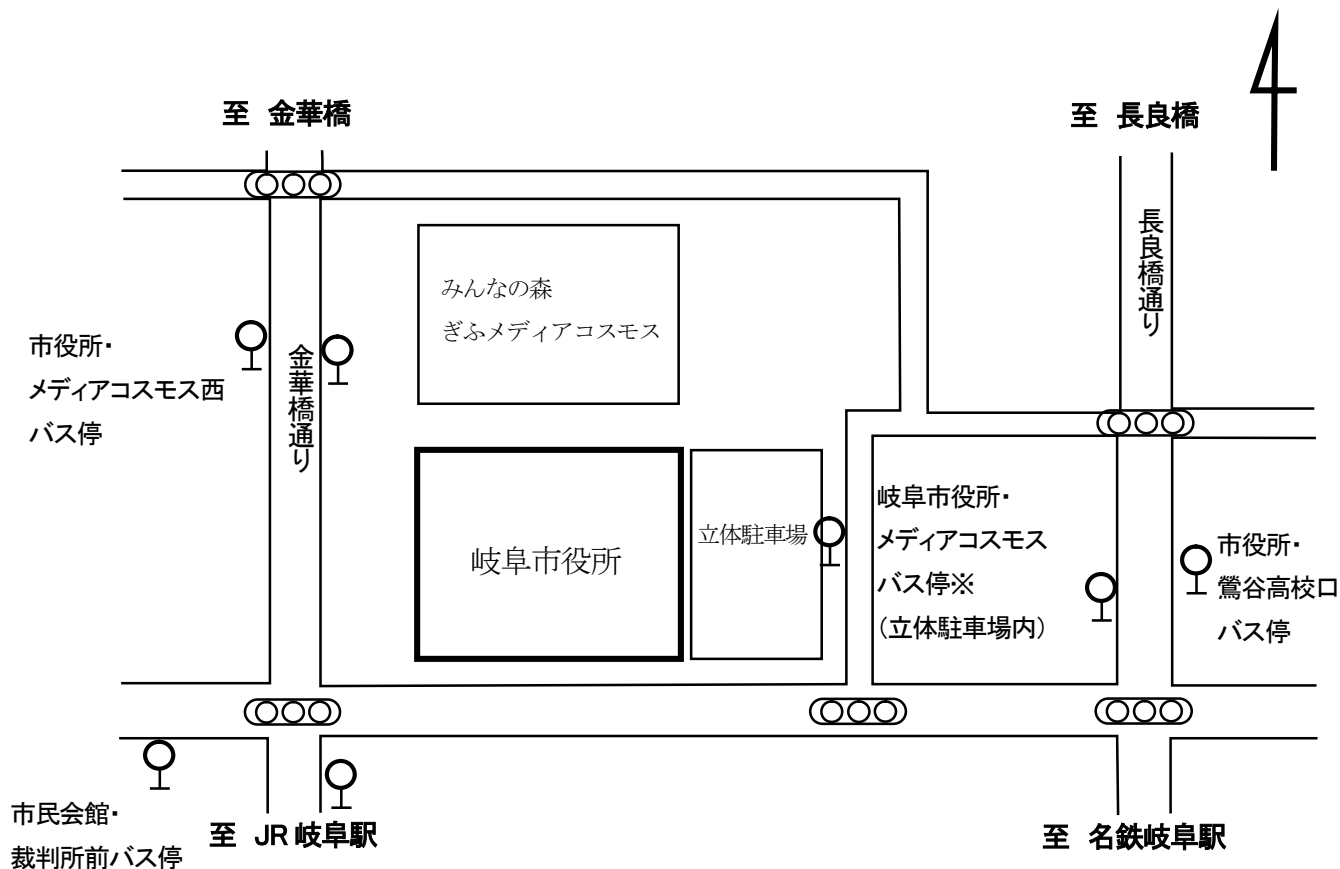 至 金華橋
至 長良橋
長良橋通り
みんなの森
ぎふメディアコスモス
市役所・
メディアコスモス西
バス停
金華橋通り
岐阜市役所
立体駐車場
岐阜市役所・
メディアコスモス
バス停※
（立体駐車場内）
市役所・
鶯谷高校口
バス停
市民会館・
裁判所前バス停
至 JR岐阜駅
至 名鉄岐阜駅